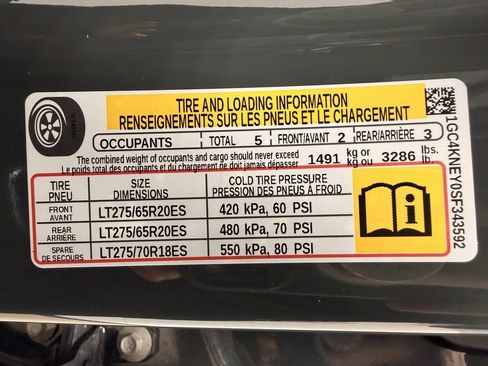 TIRE AND LOADING INFORMATION
RENSEIGNEMENTS SUR LES PNEUS ET LE CHARGEMENT
OCCUPANTS TOTAL 5 FRONT/AVANT 2 REAR/ARRIÈRE 3
The combined weight of occupants and cargo should never exceed 1491 kg or 3286 lbs.
Le poids total des occupants et du chargement ne doit jamais dépasser kg ou lb.
TIRE SIZE COLD TIRE PRESSURE
PNEU DIMENSIONS PRESSION DES PNEUS À FROID
FRONT AVANT LT275/65R20ES 420 kPa, 60 PSI
REAR ARRIÈRE LT275/65R20ES 480 kPa, 70 PSI
SPARE DE SECOURS LT275/70R18ES 550 kPa, 80 PSI
1GC4KNEY0SF343592